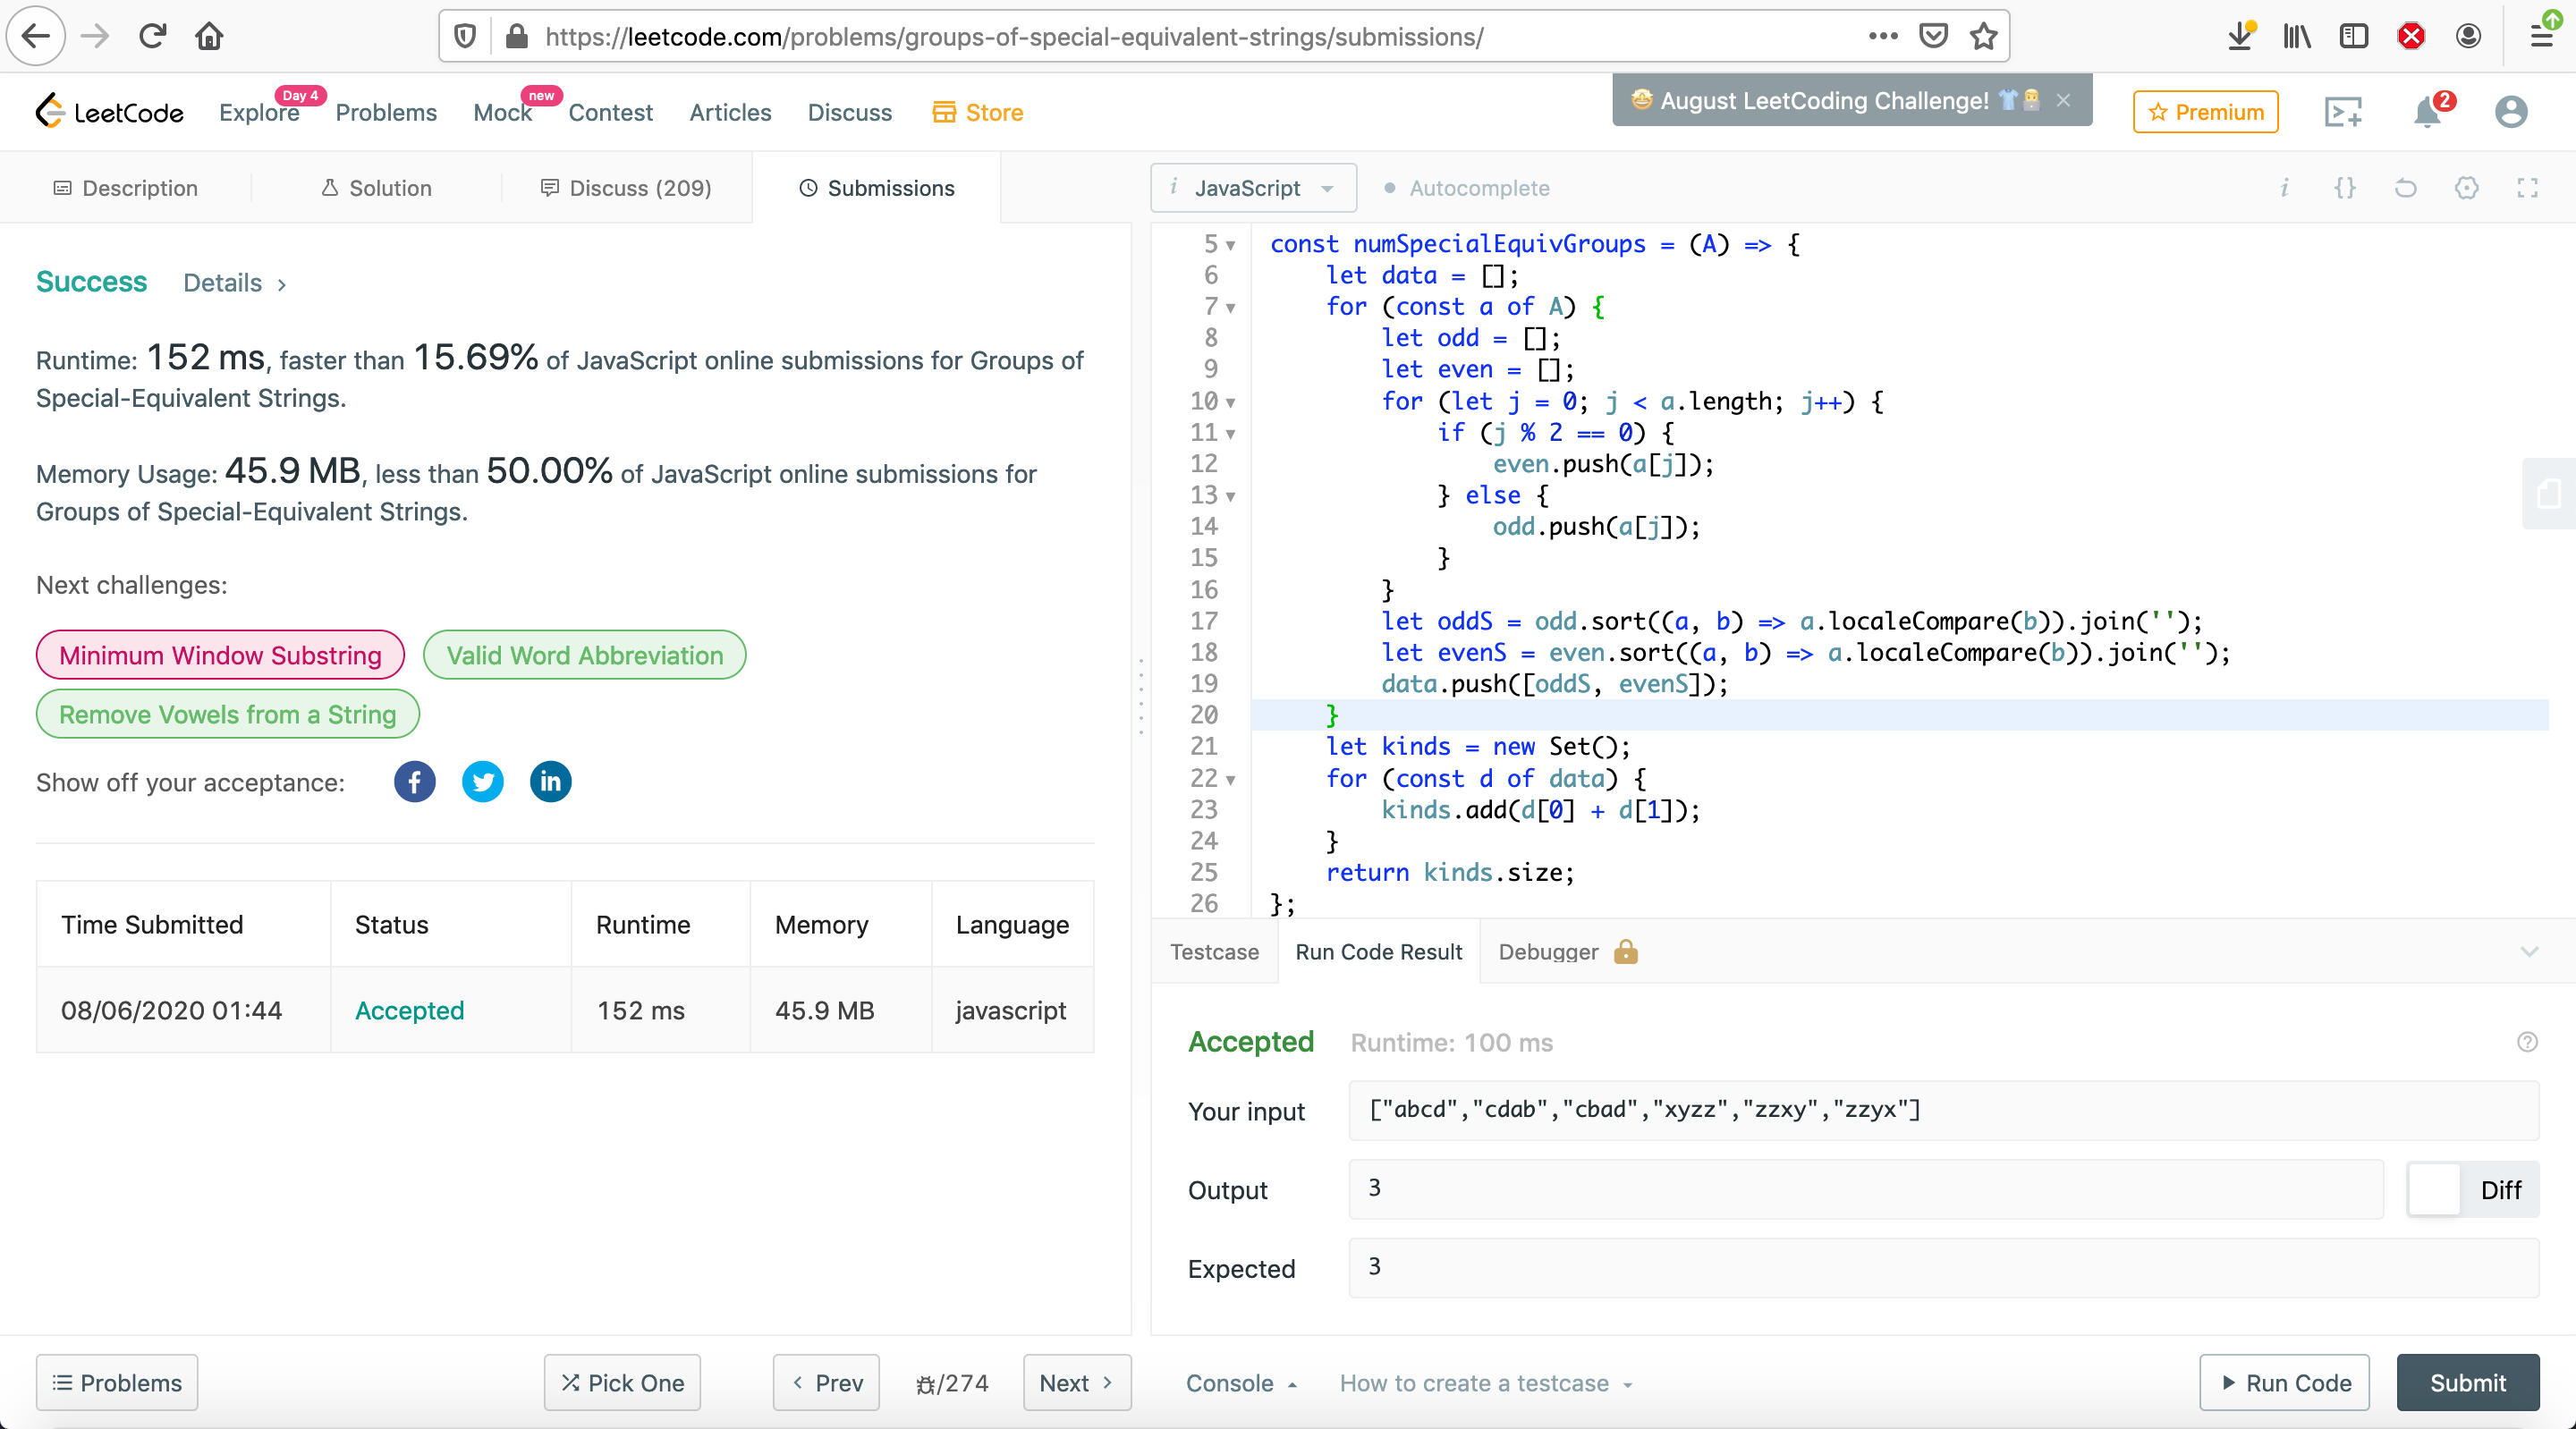 https://leetcode.com/problems/groups-of-special-equivalent-strings/submissions/
LeetCode Explore Day 4 Problems Mock new Contest Articles Discuss Store
August LeetCoding Challenge!
Premium
2
Description Solution Discuss (209) Submissions
Success Details >
Runtime: 152 ms, faster than 15.69% of JavaScript online submissions for Groups of
Special-Equivalent Strings.
Memory Usage: 45.9 MB, less than 50.00% of JavaScript online submissions for
Groups of Special-Equivalent Strings.
Next challenges:
Minimum Window Substring Valid Word Abbreviation
Remove Vowels from a String
Show off your acceptance:
Time Submitted Status Runtime Memory Language
08/06/2020 01:44 Accepted 152 ms 45.9 MB javascript
Problems Pick One < Prev /274 Next >
i JavaScript Autocomplete
i {}
5 const numSpecialEquivGroups = (A) => {
6     let data = [];
7     for (const a of A) {
8         let odd = [];
9         let even = [];
10         for (let j = 0; j < a.length; j++) {
11             if (j % 2 == 0) {
12                 even.push(a[j]);
13             } else {
14                 odd.push(a[j]);
15             }
16         }
17         let oddS = odd.sort((a, b) => a.localeCompare(b)).join('');
18         let evenS = even.sort((a, b) => a.localeCompare(b)).join('');
19         data.push([oddS, evenS]);
20     }
21     let kinds = new Set();
22     for (const d of data) {
23         kinds.add(d[0] + d[1]);
24     }
25     return kinds.size;
26 };
Testcase Run Code Result Debugger
Accepted Runtime: 100 ms
Your input ["abcd","cdab","cbad","xyzz","zzxy","zzyx"]
Output 3 Diff
Expected 3
Console How to create a testcase Run Code Submit